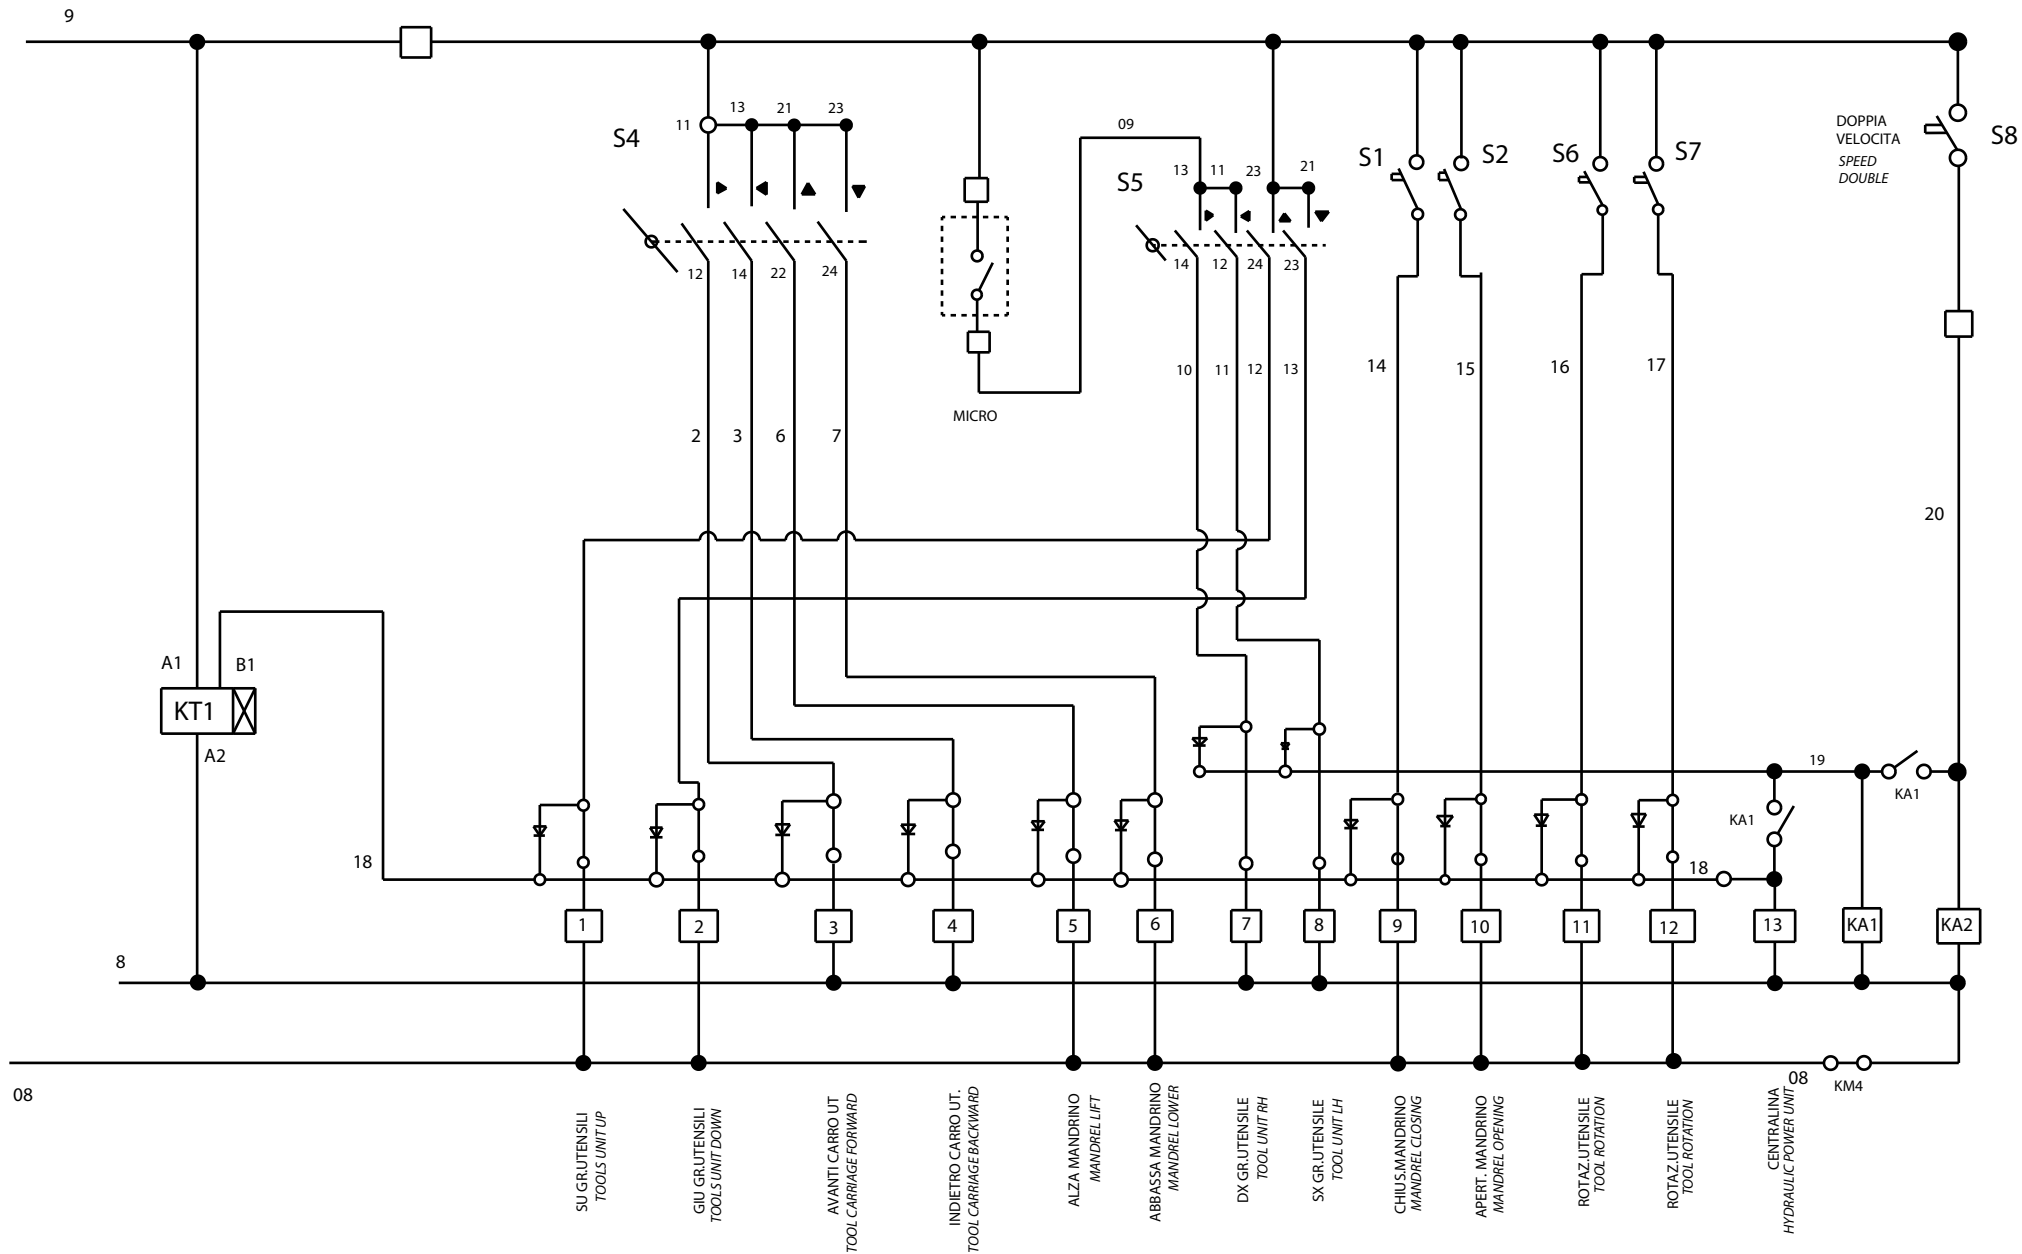 9
13 21 23
11
S4
12 14 22 24
09
13 11 23 21
S5
14 12 24 23
S1 S2 S6 S7
DOPPIA
VELOCITA
SPEED
DOUBLE
S8
MICRO
10 11 12 13
14 15 16 17
2 3 6 7
20
A1 B1
KT1
A2
19
KA1
KA1
18
18
1 2 3 4 5 6 7 8 9 10 11 12 13 KA1 KA2
8
08
08
KM4
SU GR.UTENSILI
TOOLS UNIT UP
GIU GR.UTENSILI
TOOLS UNIT DOWN
AVANTI CARRO UT
TOOL CARRIAGE FORWARD
INDIETRO CARRO UT.
TOOL CARRIAGE BACKWARD
ALZA MANDRINO
MANDREL LIFT
ABBASSA MANDRINO
MANDREL LOWER
DX GR.UTENSILE
TOOL UNIT RH
SX GR.UTENSILE
TOOL UNIT LH
CHIUS.MANDRINO
MANDREL CLOSING
APERT. MANDRINO
MANDREL OPENING
ROTAZ.UTENSILE
TOOL ROTATION
ROTAZ.UTENSILE
TOOL ROTATION
CENTRALINA
HYDRAULIC POWER UNIT